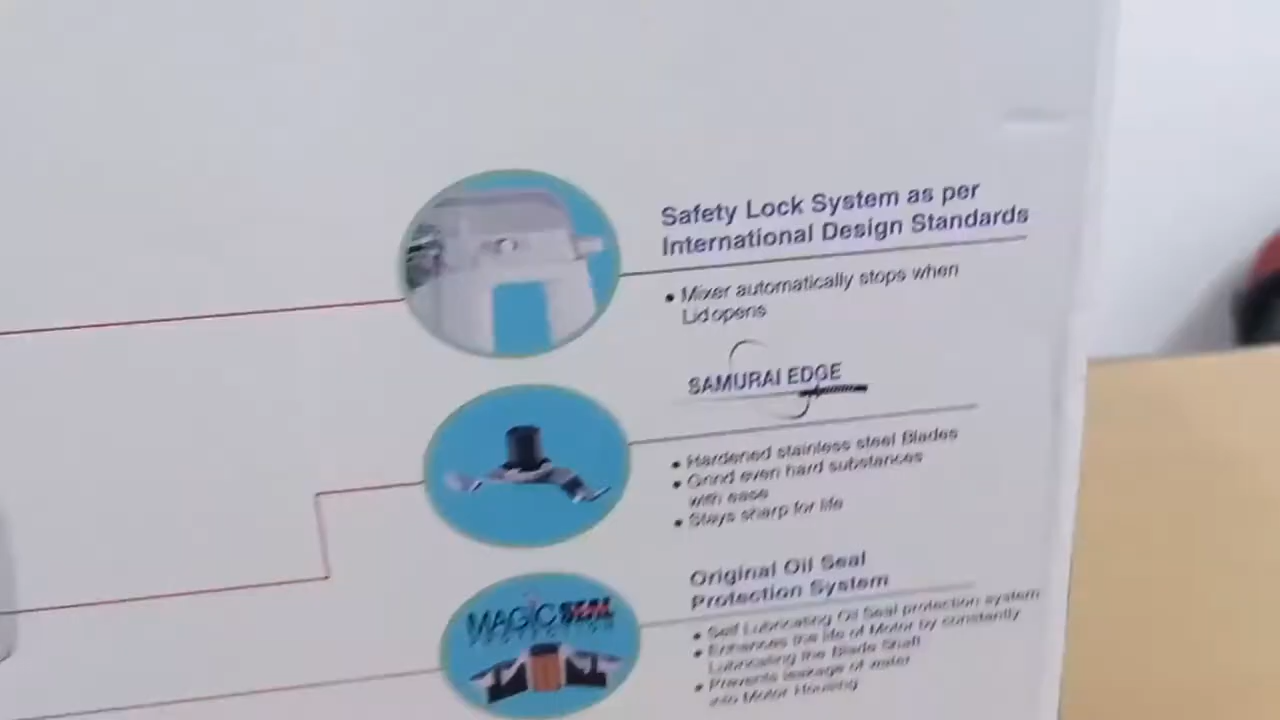 Safety Lock System as per
International Design Standards
• Mixer automatically stops when
Lid opens
SAMURAI EDGE
• Hardened stainless steel Blades
• Grind even hard substances
with ease
• Stays sharp for life
MAGIC SEAL
PROTECTION
Original Oil Seal
Protection System
• Self Lubricating Oil Seal protection system
• Enhances the life of Motor by constantly
Lubricating the Blade Shaft
• Prevents leakage of water
into Motor Housing